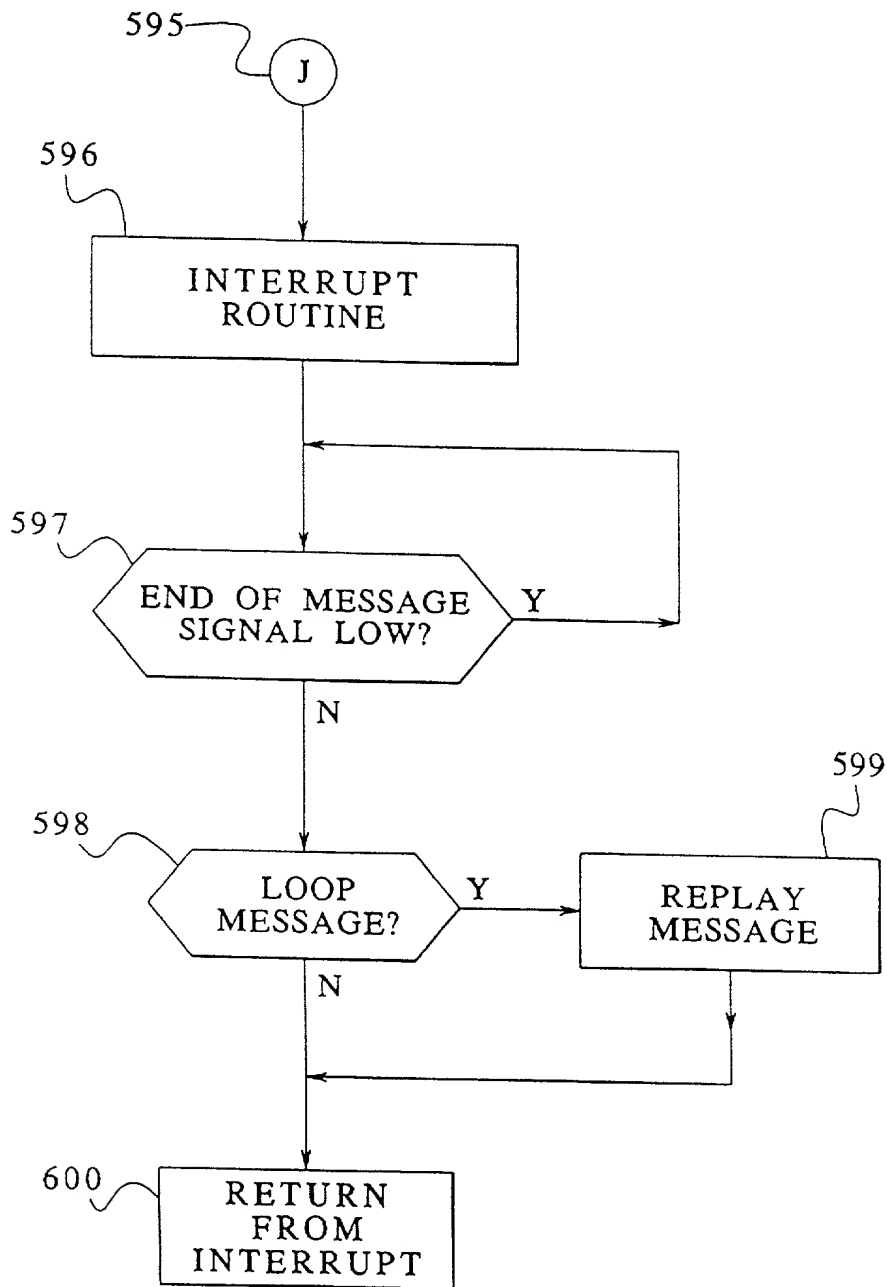 595
J
596
INTERRUPT
ROUTINE
597
END OF MESSAGE
SIGNAL LOW?
Y
N
598
LOOP
MESSAGE?
Y
N
599
REPLAY
MESSAGE
600
RETURN
FROM
INTERRUPT